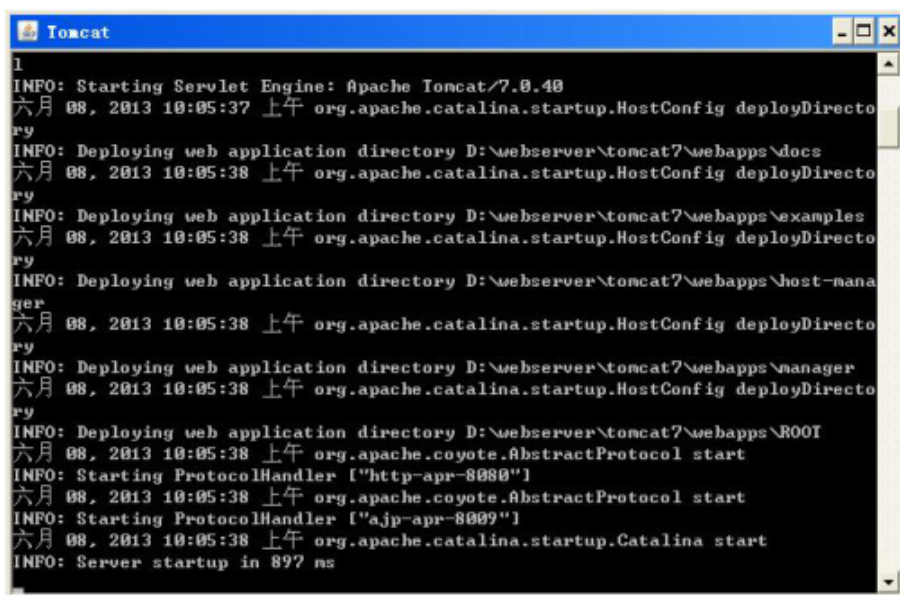 Tomcat
l
INFO: Starting Servlet Engine: Apache Tomcat/7.0.40
六月 08, 2013 10:05:37 上午 org.apache.catalina.startup.HostConfig deployDirecto
ry
INFO: Deploying web application directory D:\webserver\tomcat7\webapps\docs
六月 08, 2013 10:05:38 上午 org.apache.catalina.startup.HostConfig deployDirecto
ry
INFO: Deploying web application directory D:\webserver\tomcat7\webapps\examples
六月 08, 2013 10:05:38 上午 org.apache.catalina.startup.HostConfig deployDirecto
ry
INFO: Deploying web application directory D:\webserver\tomcat7\webapps\host-mana
ger
六月 08, 2013 10:05:38 上午 org.apache.catalina.startup.HostConfig deployDirecto
ry
INFO: Deploying web application directory D:\webserver\tomcat7\webapps\manager
六月 08, 2013 10:05:38 上午 org.apache.catalina.startup.HostConfig deployDirecto
ry
INFO: Deploying web application directory D:\webserver\tomcat7\webapps\ROOT
六月 08, 2013 10:05:38 上午 org.apache.coyote.AbstractProtocol start
INFO: Starting ProtocolHandler ["http-apr-8080"]
六月 08, 2013 10:05:38 上午 org.apache.coyote.AbstractProtocol start
INFO: Starting ProtocolHandler ["ajp-apr-8009"]
六月 08, 2013 10:05:38 上午 org.apache.catalina.startup.Catalina start
INFO: Server startup in 897 ms